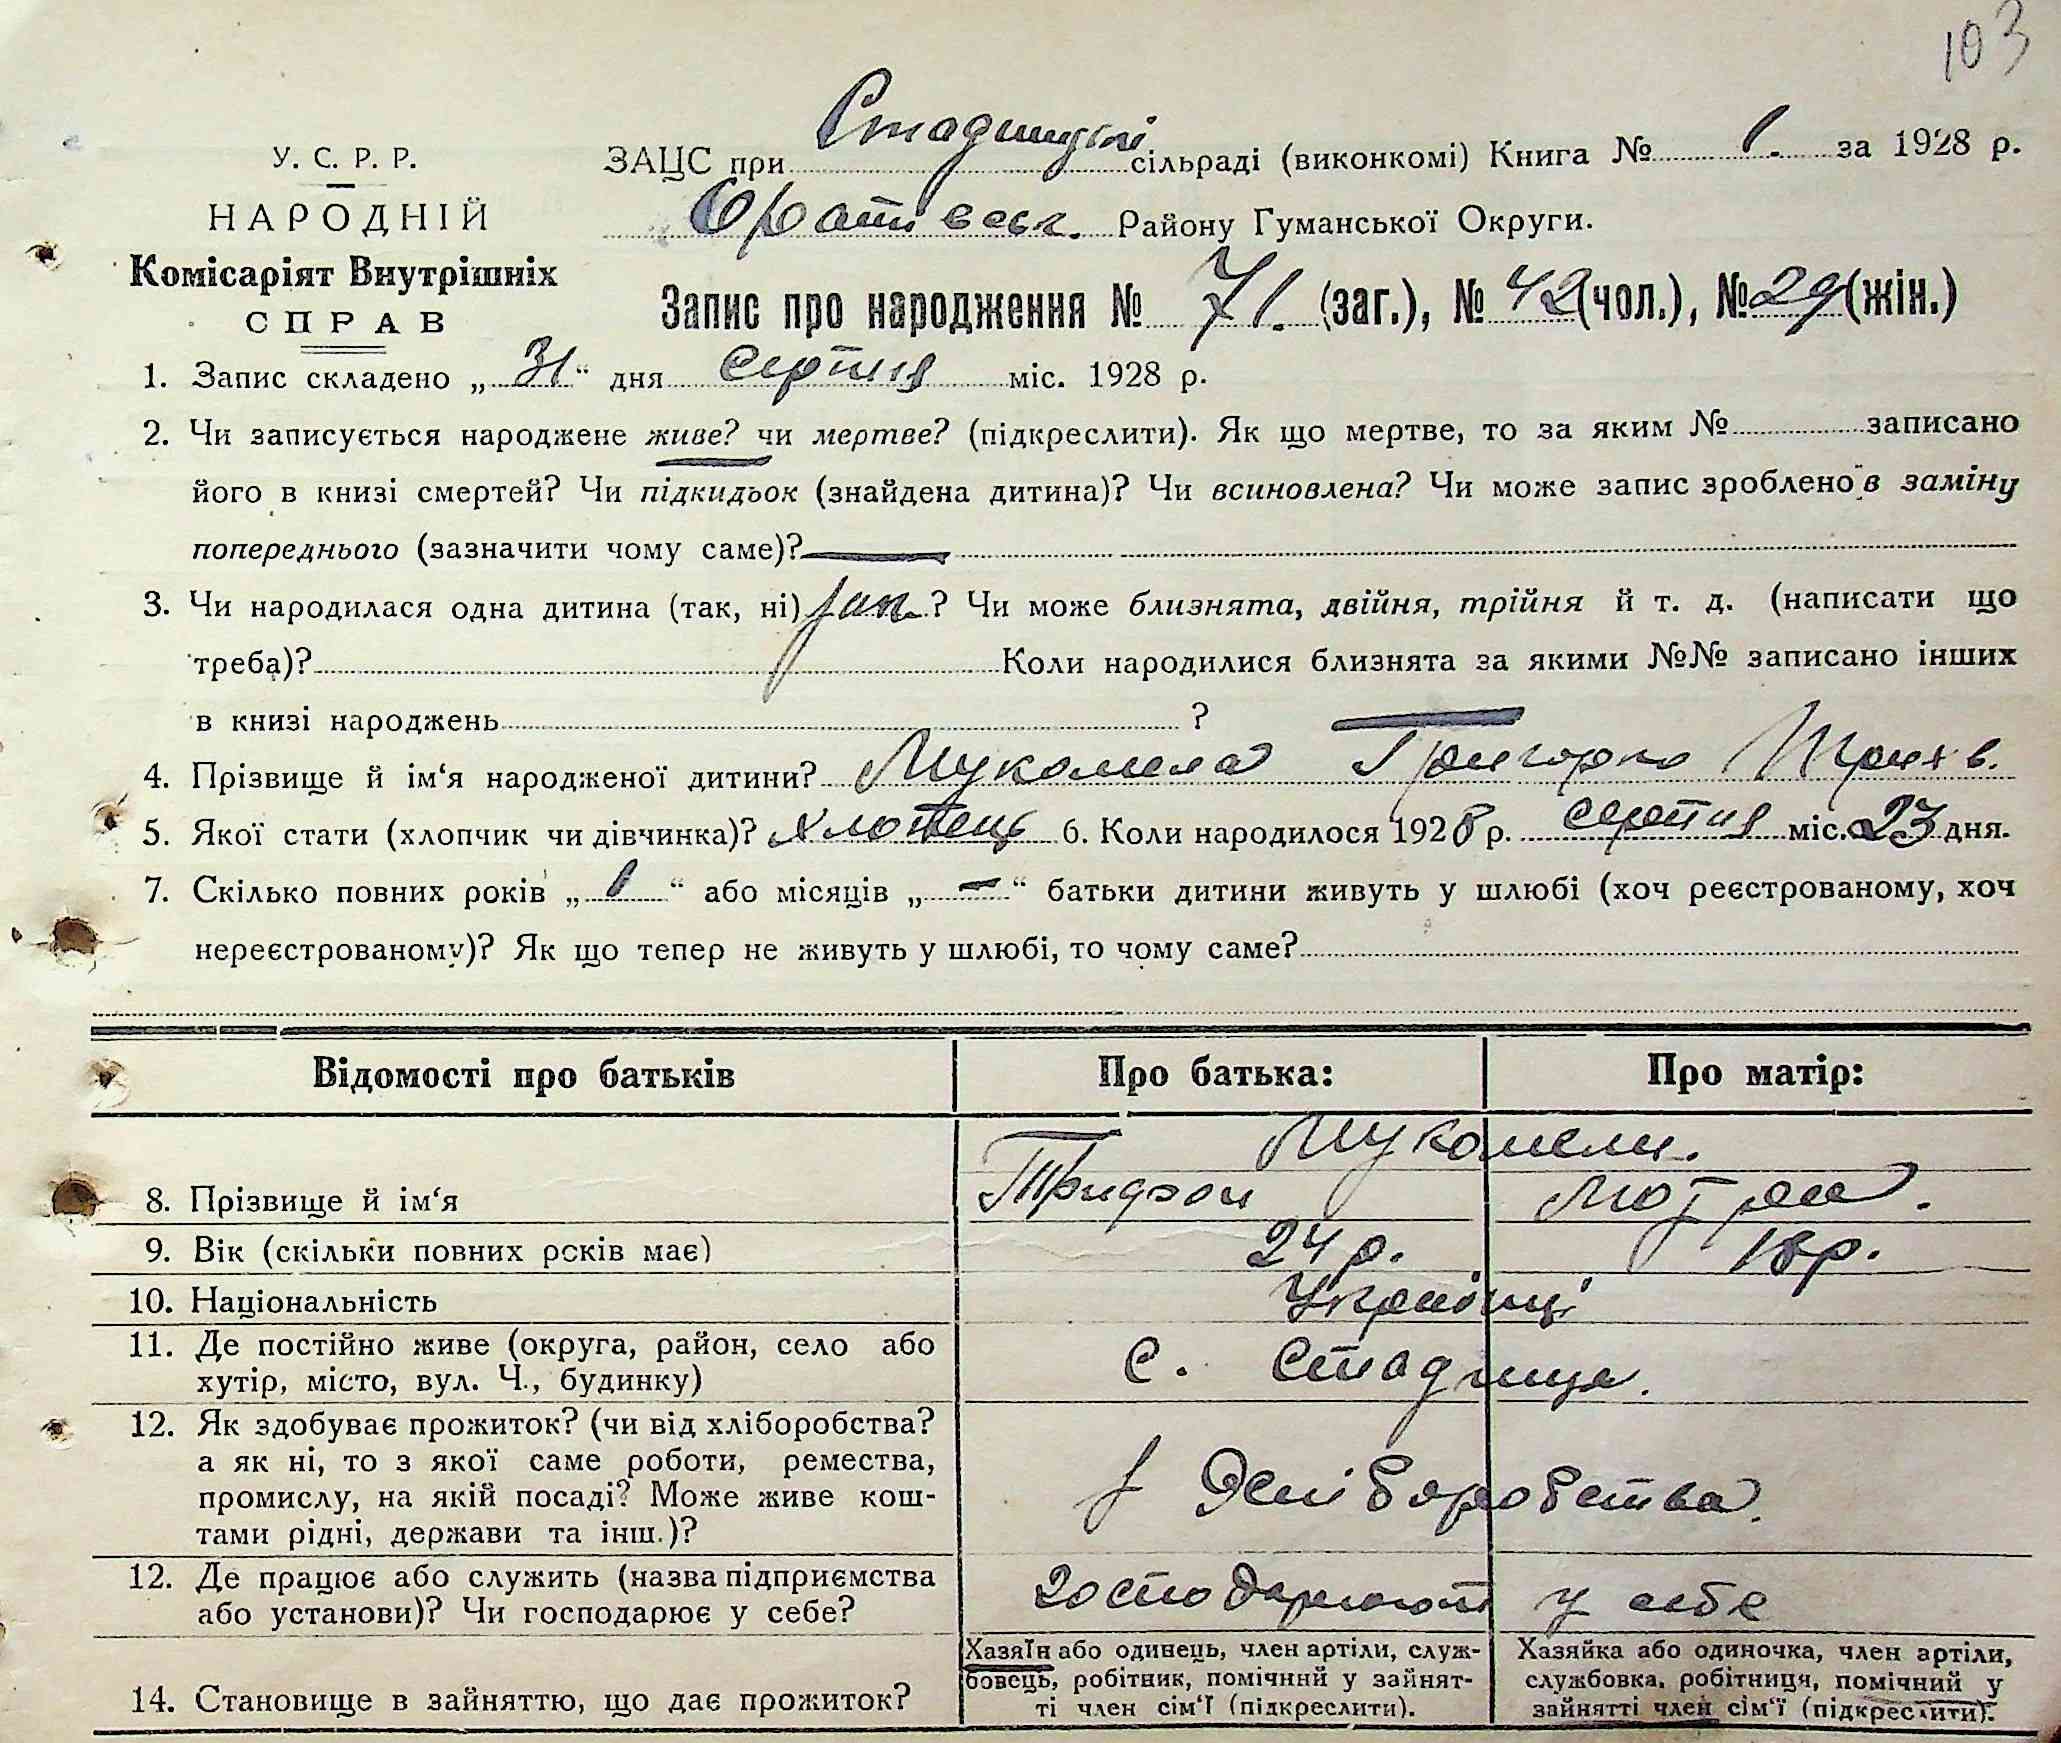 103
У. С. Р. Р.
НАРОДНІЙ
Комісаріят Внутрішніх
СПРАВ
ЗАЦС при Стадницкі сільраді (виконкомі) Книга № 1. за 1928 р.
Оратівськ. Району Гуманської Округи.
Запис про народження № 71. (заг.), № 42 (чол.), № 29 (жін.)
1. Запис складено „31“ дня серпня міс. 1928 р.
2. Чи записується народжене живе? чи мертве? (підкреслити). Як що мертве, то за яким № записано
його в книзі смертей? Чи підкидьок (знайдена дитина)? Чи всиновлена? Чи може запис зроблено в заміну
попереднього (зазначити чому саме)? —
3. Чи народилася одна дитина (так, ні) так? Чи може близнята, двійня, трійня й т. д. (написати що
треба)? Коли народилися близнята за якими №№ записано інших
в книзі народжень ? —
4. Прізвище й ім‘я народженої дитини? Мукомела Григорко Триф.
5. Якої стати (хлопчик чи дівчинка)? Хлопець 6. Коли народилося 1928 р. серпня міс. 23 дня.
7. Скілько повних років „1“ або місяців „—“ батьки дитини живуть у шлюбі (хоч реєстрованому, хоч
нереєстрованому)? Як що тепер не живуть у шлюбі, то чому саме?
Відомості про батьків Про батька: Про матір:
Мукомели.
8. Прізвище й ім‘я Трифон Мотря.
9. Вік (скільки повних рсків має) 24 р. 18 р.
10. Національність Українці
11. Де постійно живе (округа, район, село або
хутір, місто, вул. Ч., будинку) с. Стадница.
12. Як здобуває прожиток? (чи від хліборобства?
а як ні, то з якої саме роботи, ремества,
промислу, на якій посаді? Може живе кош-
тами рідні, держави та інш.)? з хліборобства.
12. Де працює або служить (назва підприємства
або установи)? Чи господарює у себе? господарюють у себе
Хазяїн або одинець, член артіли, служ-
бовець, робітник, помічний у зайнят-
ті член сім‘ї (підкреслити).
Хазяйка або одиночка, член артіли,
службовка, робітниця, помічний у
зайнятті член сім‘ї (підкреслити).
14. Становище в зайняттю, що дає прожиток?